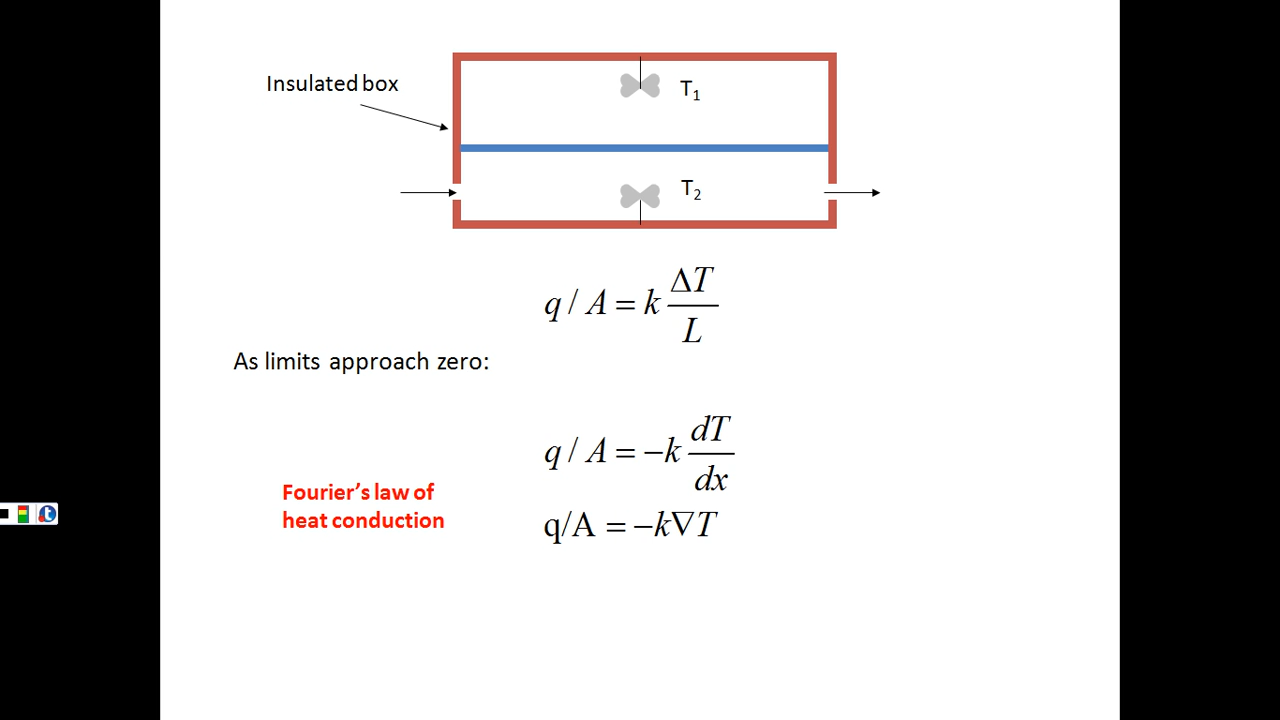 Insulated box
T₁
T₂
q / A = k ΔT / L
As limits approach zero:
q / A = −k dT / dx
Fourier's law of
heat conduction
q/A = −k∇T
t